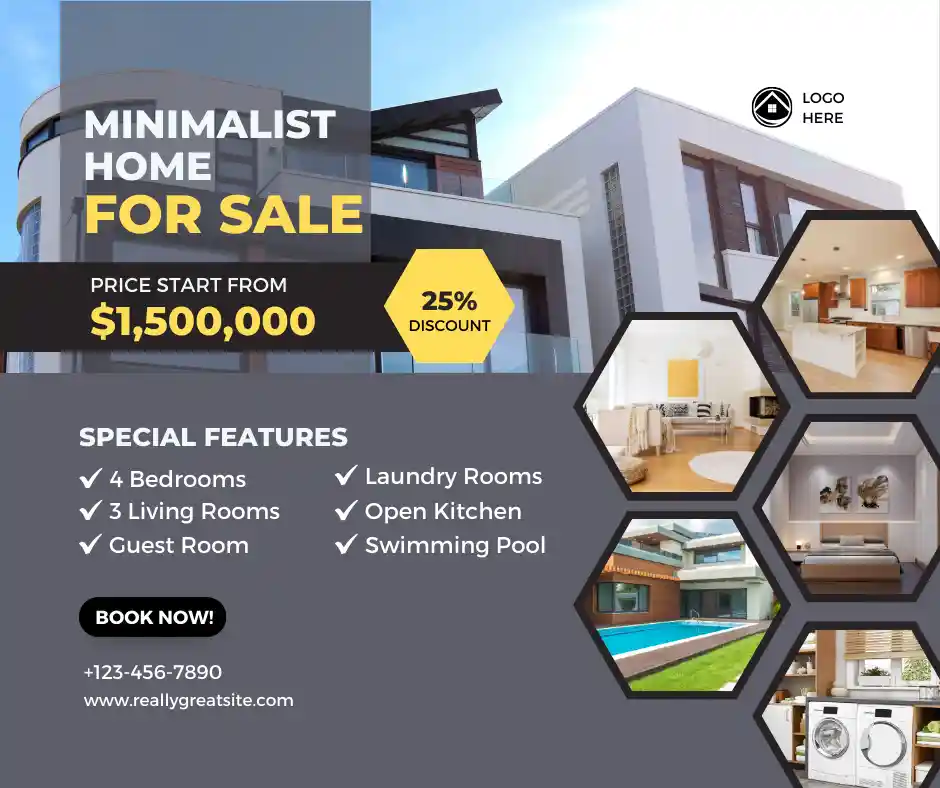 LOGO
HERE
MINIMALIST
HOME
FOR SALE
PRICE START FROM
$1,500,000
25%
DISCOUNT
SPECIAL FEATURES
4 Bedrooms
3 Living Rooms
Guest Room
Laundry Rooms
Open Kitchen
Swimming Pool
BOOK NOW!
+123-456-7890
www.reallygreatsite.com